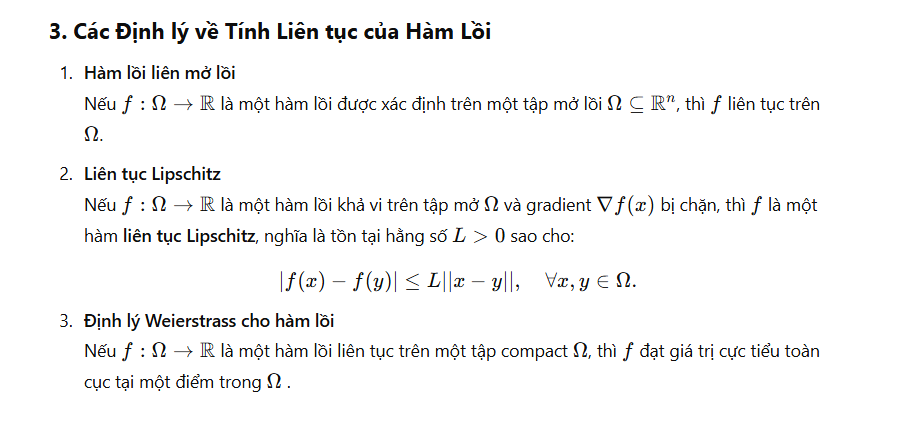 3. Các Định lý về Tính Liên tục của Hàm Lồi
1. Hàm lồi liên mở lồi
Nếu f : Ω → ℝ là một hàm lồi được xác định trên một tập mở lồi Ω ⊆ ℝⁿ, thì f liên tục trên
Ω.
2. Liên tục Lipschitz
Nếu f : Ω → ℝ là một hàm lồi khả vi trên tập mở Ω và gradient ∇f(x) bị chặn, thì f là một
hàm liên tục Lipschitz, nghĩa là tồn tại hằng số L > 0 sao cho:
|f(x) − f(y)| ≤ L||x − y||, ∀x, y ∈ Ω.
3. Định lý Weierstrass cho hàm lồi
Nếu f : Ω → ℝ là một hàm lồi liên tục trên một tập compact Ω, thì f đạt giá trị cực tiểu toàn
cục tại một điểm trong Ω .